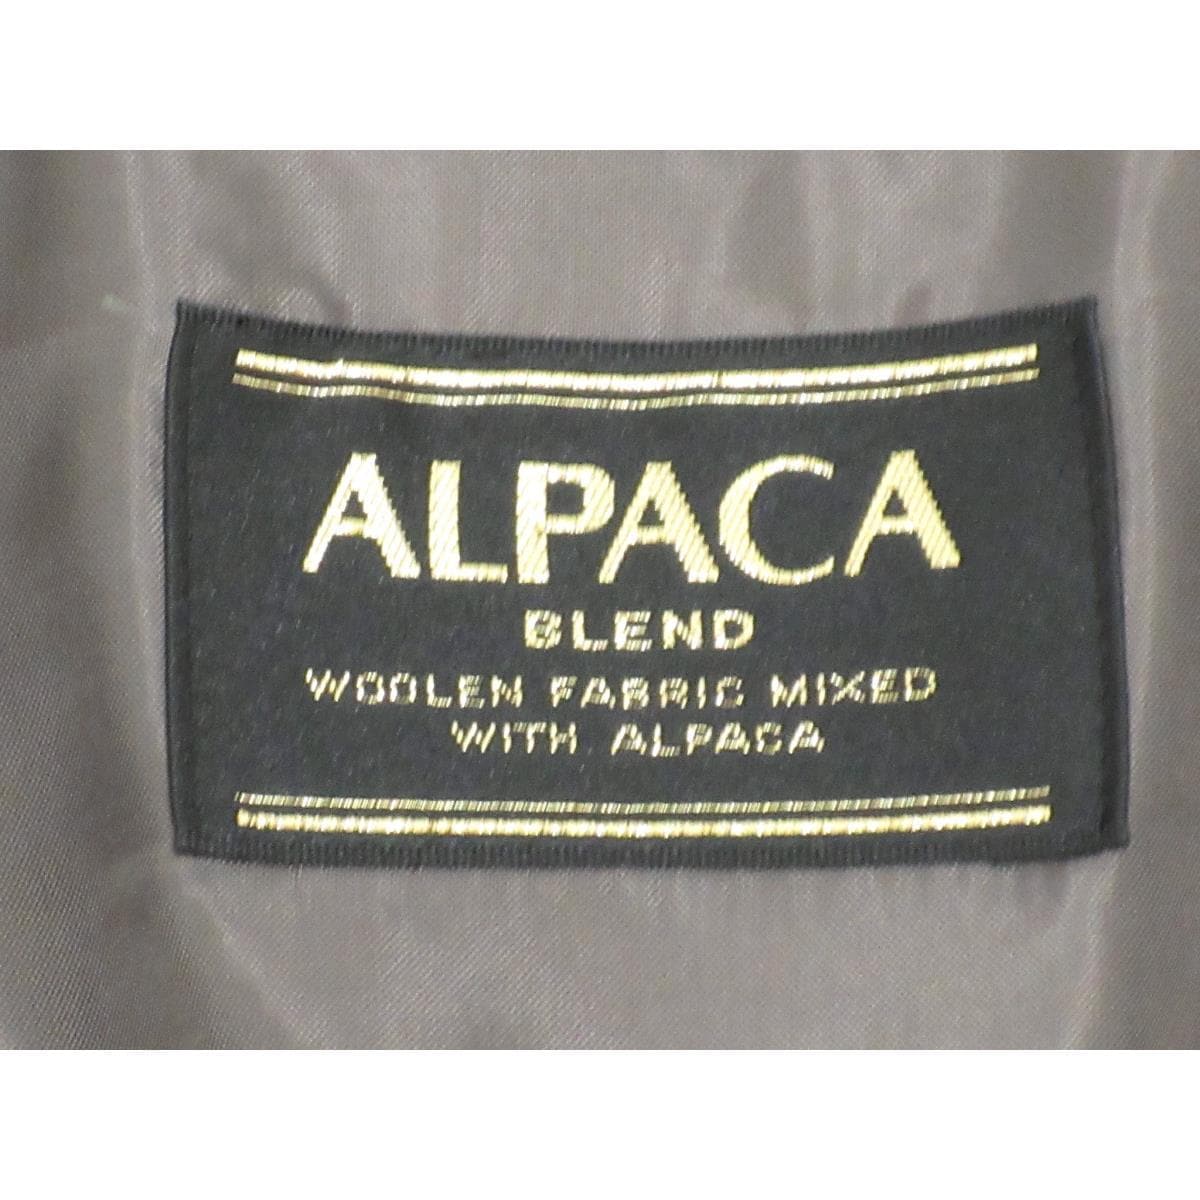 ALPACA
BLEND
WOOLEN FABRIC MIXED
WITH ALPACA